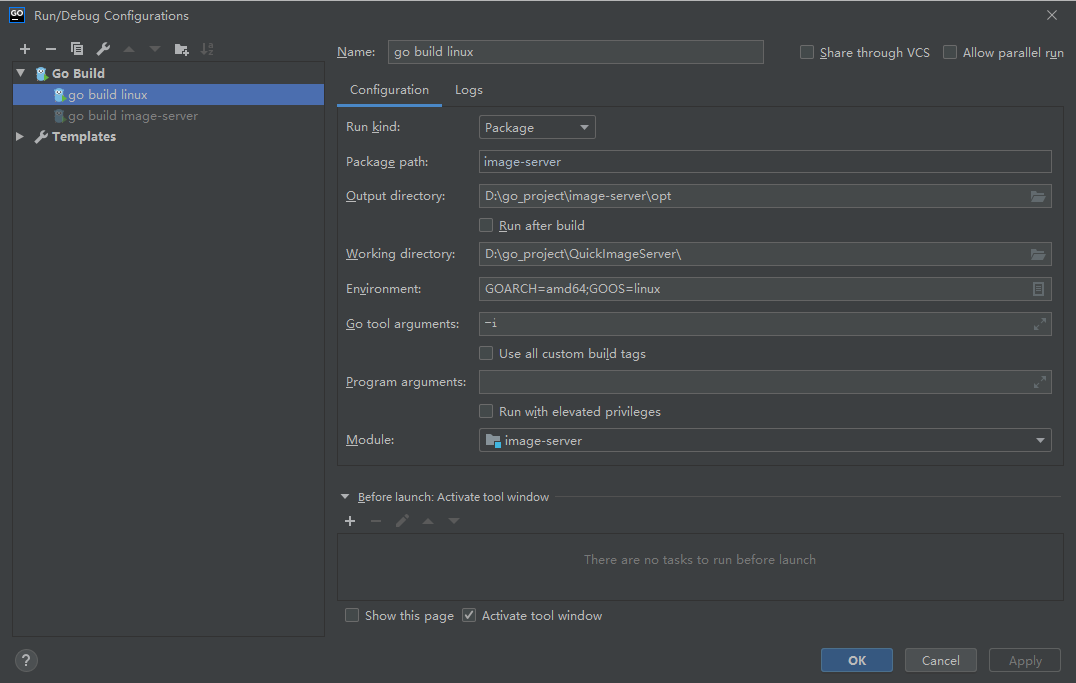 GO Run/Debug Configurations
Name: go build linux Share through VCS Allow parallel run
Go Build
go build linux
go build image-server
Templates
Configuration Logs
Run kind: Package
Package path: image-server
Output directory: D:\go_project\image-server\opt
Run after build
Working directory: D:\go_project\QuickImageServer\
Environment: GOARCH=amd64;GOOS=linux
Go tool arguments: -i
Use all custom build tags
Program arguments:
Run with elevated privileges
Module: image-server
Before launch: Activate tool window
There are no tasks to run before launch
Show this page Activate tool window
? OK Cancel Apply